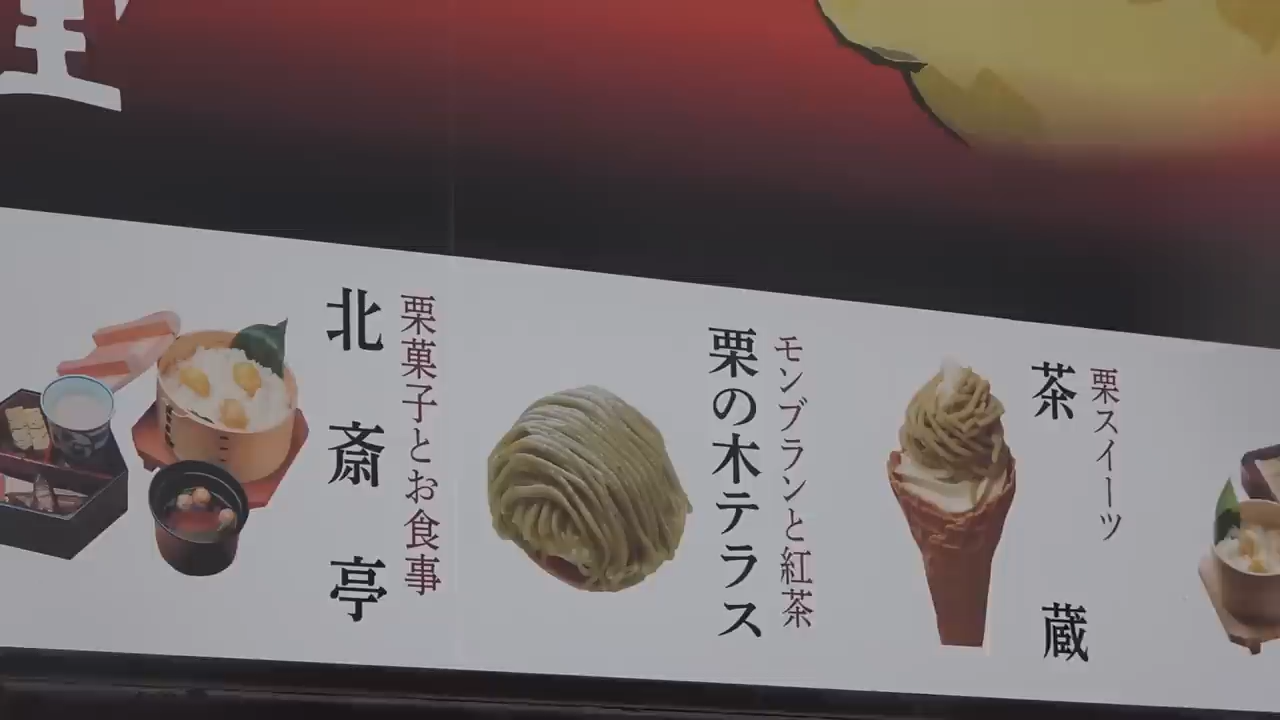 栗菓子とお食事
北斎亭
モンブランと紅茶
栗の木テラス
栗スイーツ
茶蔵